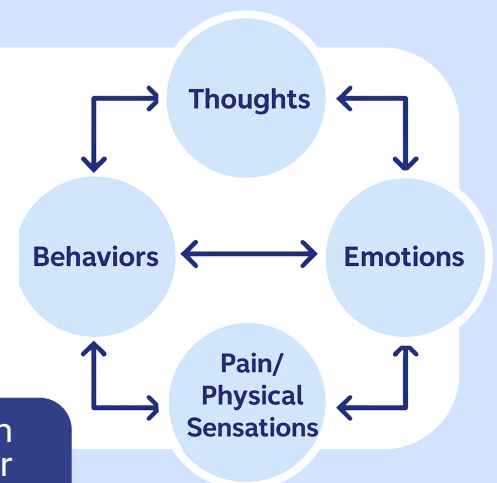 Thoughts
Behaviors
Emotions
Pain/
Physical
Sensations